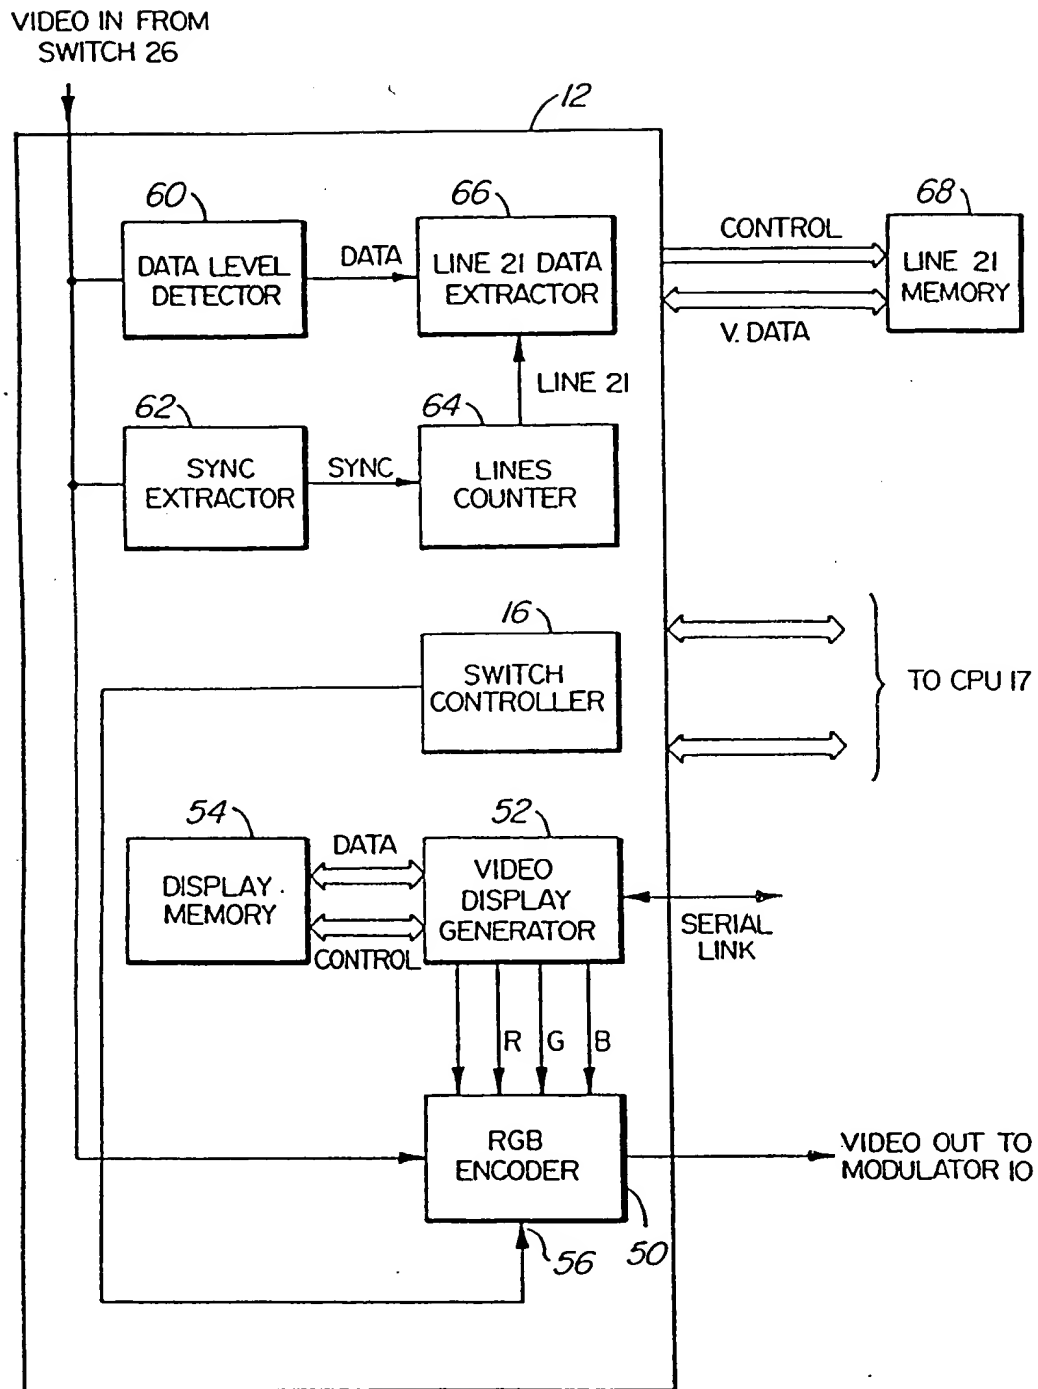 VIDEO IN FROM
SWITCH 26
12
60
DATA LEVEL
DETECTOR
DATA
66
LINE 21 DATA
EXTRACTOR
CONTROL
V. DATA
68
LINE 21
MEMORY
LINE 21
62
SYNC
EXTRACTOR
SYNC
64
LINES
COUNTER
16
SWITCH
CONTROLLER
TO CPU 17
54
DISPLAY
MEMORY
DATA
CONTROL
52
VIDEO
DISPLAY
GENERATOR
SERIAL
LINK
R G B
RGB
ENCODER
50
56
VIDEO OUT TO
MODULATOR 10